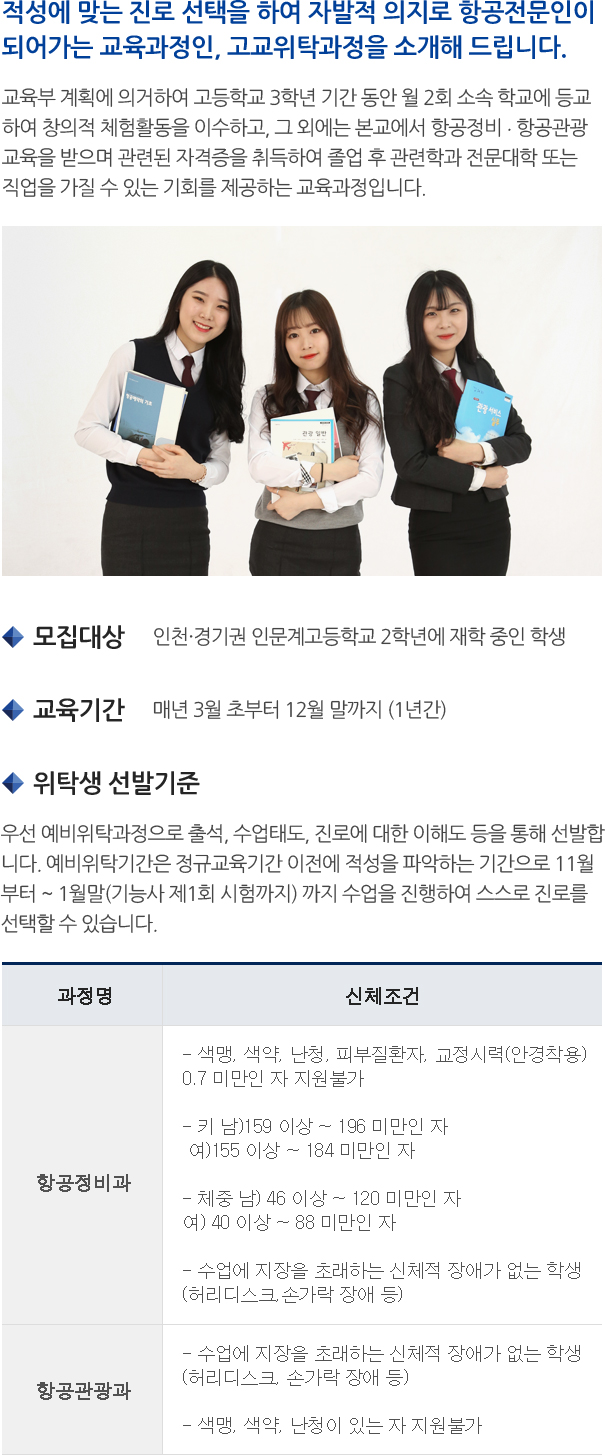 적성에 맞는 진로 선택을 하여 자발적 의지로 항공전문인이
되어가는 교육과정인, 고교위탁과정을 소개해 드립니다.
교육부 계획에 의거하여 고등학교 3학년 기간 동안 월 2회 소속 학교에 등교
하여 창의적 체험활동을 이수하고, 그 외에는 본교에서 항공정비 · 항공관광
교육을 받으며 관련된 자격증을 취득하여 졸업 후 관련학과 전문대학 또는
직업을 가질 수 있는 기회를 제공하는 교육과정입니다.
관광 일반
관광 서비스
모집대상 인천·경기권 인문계고등학교 2학년에 재학 중인 학생
교육기간 매년 3월 초부터 12월 말까지 (1년간)
위탁생 선발기준
우선 예비위탁과정으로 출석, 수업태도, 진로에 대한 이해도 등을 통해 선발합
니다. 예비위탁기간은 정규교육기간 이전에 적성을 파악하는 기간으로 11월
부터 ~ 1월말(기능사 제1회 시험까지) 까지 수업을 진행하여 스스로 진로를
선택할 수 있습니다.
과정명 신체조건
항공정비과
- 색맹, 색약, 난청, 피부질환자, 교정시력(안경착용)
0.7 미만인 자 지원불가
- 키 남)159 이상 ~ 196 미만인 자
여)155 이상 ~ 184 미만인 자
- 체중 남) 46 이상 ~ 120 미만인 자
여) 40 이상 ~ 88 미만인 자
- 수업에 지장을 초래하는 신체적 장애가 없는 학생
(허리디스크,손가락 장애 등)
항공관광과
- 수업에 지장을 초래하는 신체적 장애가 없는 학생
(허리디스크, 손가락 장애 등)
- 색맹, 색약, 난청이 있는 자 지원불가